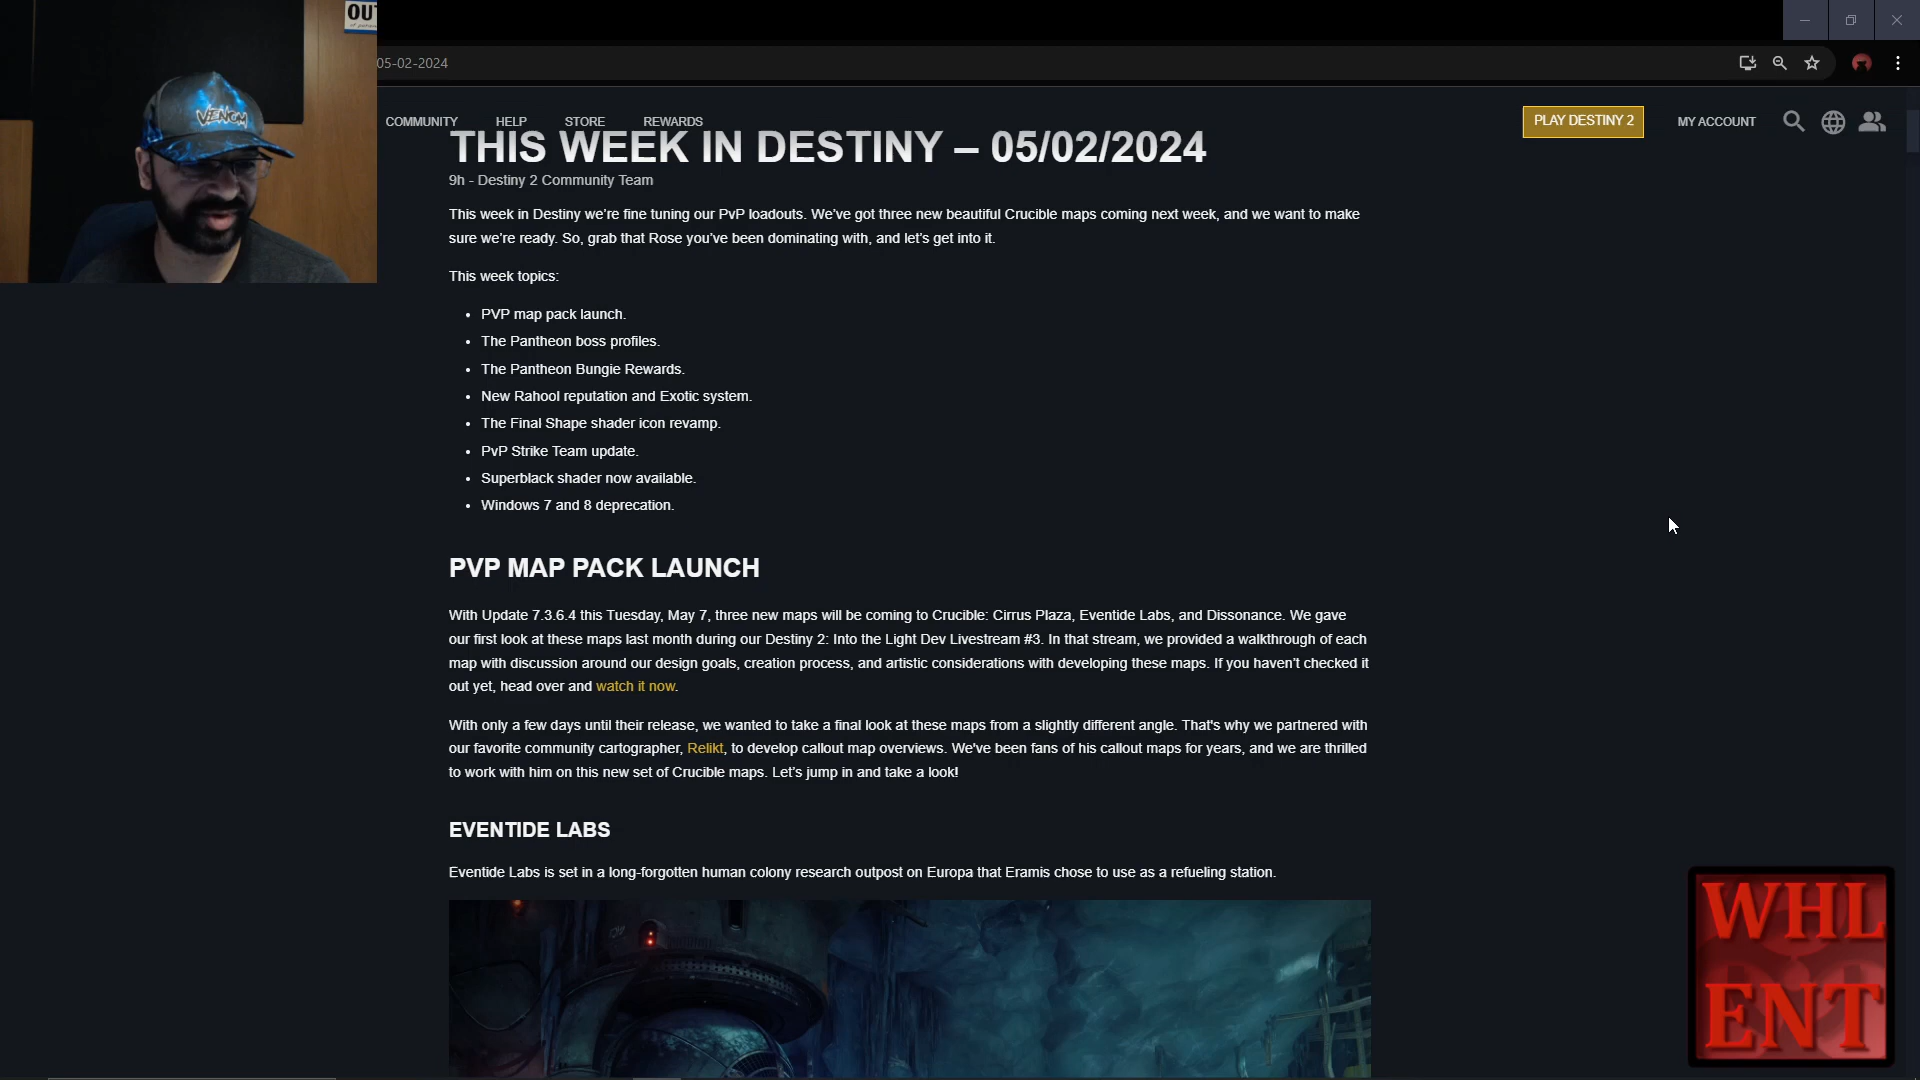 OUT
05-02-2024
VENOM
COMMUNITY HELP STORE REWARDS PLAY DESTINY 2 MY ACCOUNT
THIS WEEK IN DESTINY – 05/02/2024
9h - Destiny 2 Community Team
This week in Destiny we’re fine tuning our PvP loadouts. We’ve got three new beautiful Crucible maps coming next week, and we want to make
sure we’re ready. So, grab that Rose you’ve been dominating with, and let’s get into it.
This week topics:
• PVP map pack launch.
• The Pantheon boss profiles.
• The Pantheon Bungie Rewards.
• New Rahool reputation and Exotic system.
• The Final Shape shader icon revamp.
• PvP Strike Team update.
• Superblack shader now available.
• Windows 7 and 8 deprecation.
PVP MAP PACK LAUNCH
With Update 7.3.6.4 this Tuesday, May 7, three new maps will be coming to Crucible: Cirrus Plaza, Eventide Labs, and Dissonance. We gave
our first look at these maps last month during our Destiny 2: Into the Light Dev Livestream #3. In that stream, we provided a walkthrough of each
map with discussion around our design goals, creation process, and artistic considerations with developing these maps. If you haven’t checked it
out yet, head over and watch it now.
With only a few days until their release, we wanted to take a final look at these maps from a slightly different angle. That's why we partnered with
our favorite community cartographer, Relikt, to develop callout map overviews. We've been fans of his callout maps for years, and we are thrilled
to work with him on this new set of Crucible maps. Let’s jump in and take a look!
EVENTIDE LABS
Eventide Labs is set in a long-forgotten human colony research outpost on Europa that Eramis chose to use as a refueling station.
WHL
ENT